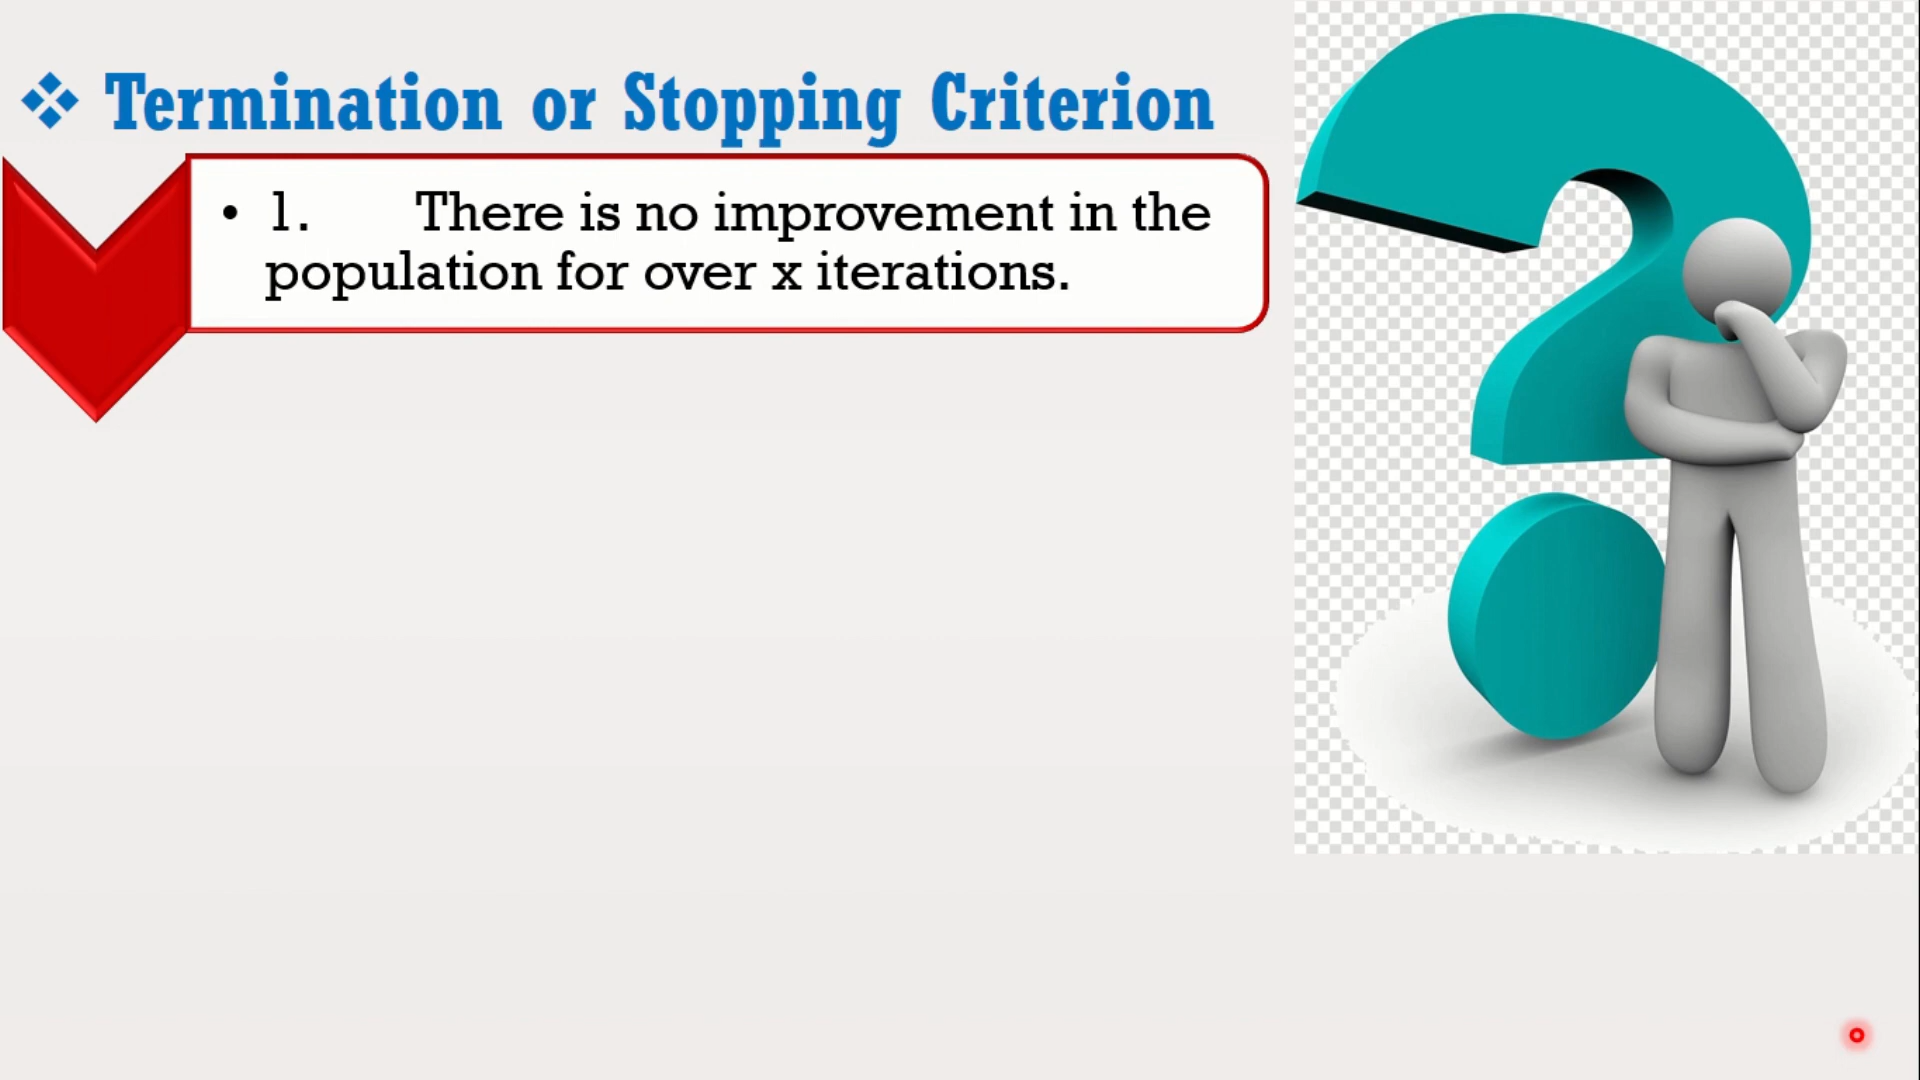 ❖ Termination or Stopping Criterion
• 1. There is no improvement in the
population for over x iterations.